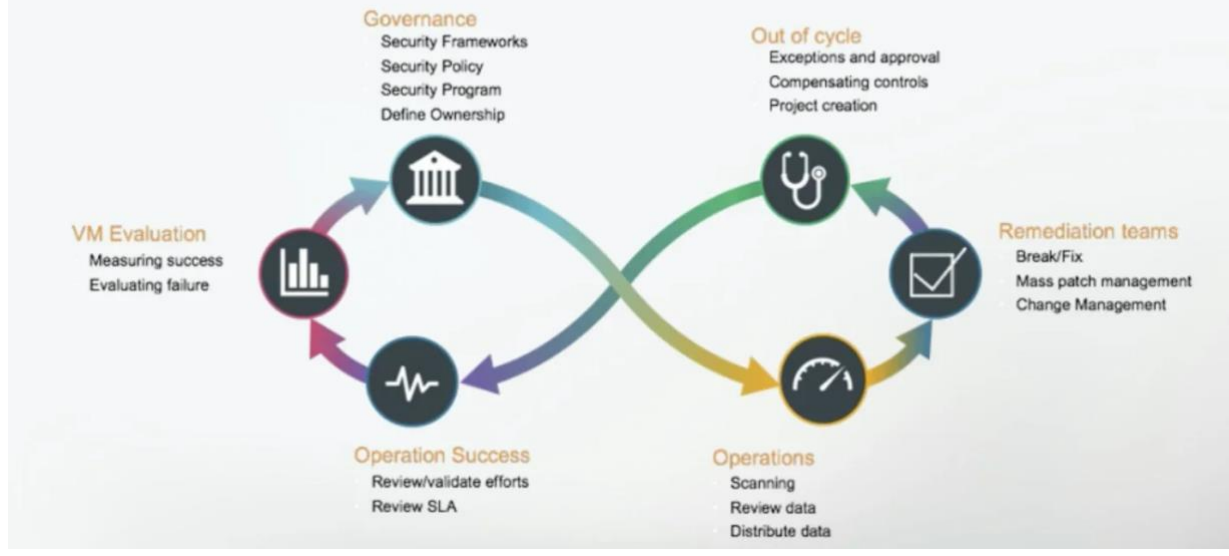 Governance
Security Frameworks
Security Policy
Security Program
Define Ownership
Out of cycle
Exceptions and approval
Compensating controls
Project creation
VM Evaluation
Measuring success
Evaluating failure
Remediation teams
Break/Fix
Mass patch management
Change Management
Operation Success
Review/validate efforts
Review SLA
Operations
Scanning
Review data
Distribute data